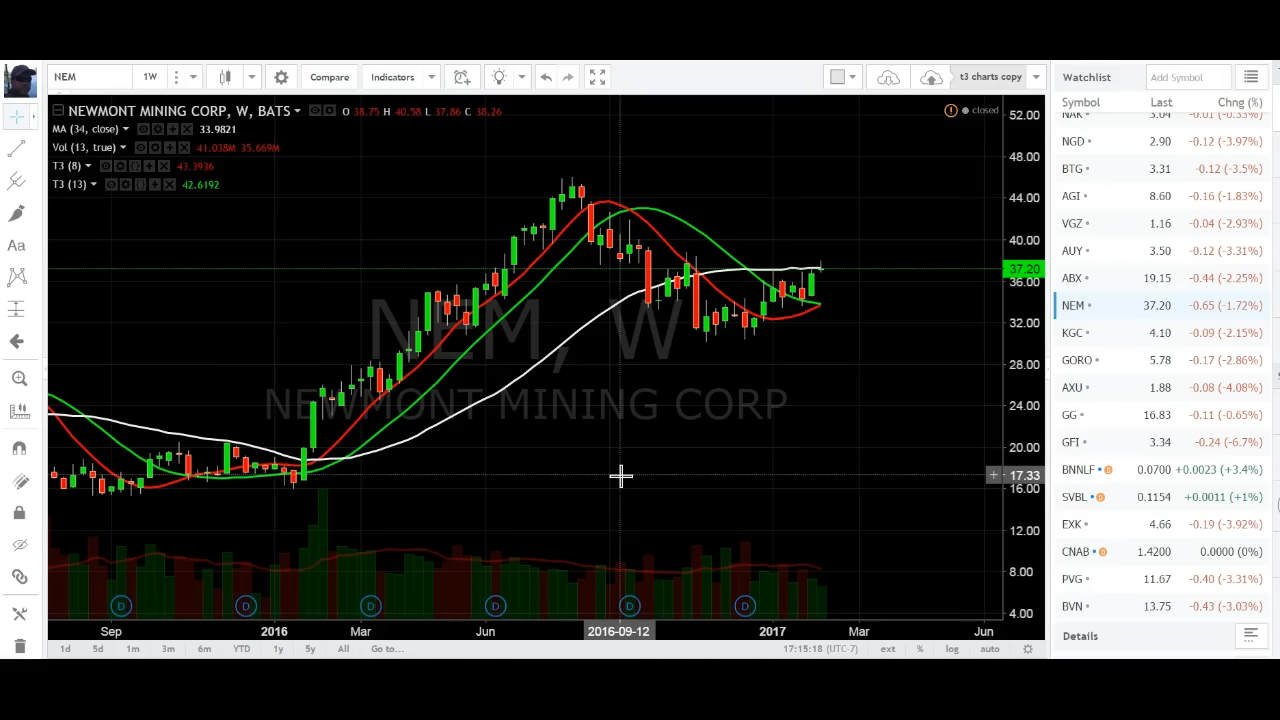 NEM 1W Compare Indicators t3 charts copy
NEWMONT MINING CORP, W, BATS O 38.75 H 40.58 L 37.86 C 38.26
closed
MA (34, close) 33.9821
Vol (13, true) 41.038M 35.669M
T3 (8) 43.3936
T3 (13) 42.6192
Aa
NEM, W
NEWMONT MINING CORP
52.00
48.00
44.00
40.00
37.20
36.00
32.00
28.00
24.00
20.00
17.33
16.00
12.00
8.00
4.00
D D D D D D
Sep 2016 Mar Jun 2016-09-12 2017 Mar Jun
1d 5d 1m 3m 6m YTD 1y 5y All Go to... 17:15:18 (UTC-7) ext % log auto
Watchlist Add Symbol
Symbol Last Chng (%)
NAK 3.04 -0.01 (-0.33%)
NGD 2.90 -0.12 (-3.97%)
BTG 3.31 -0.12 (-3.5%)
AGI 8.60 -0.16 (-1.83%)
VGZ 1.16 -0.04 (-2.93%)
AUY 3.50 -0.12 (-3.31%)
ABX 19.15 -0.44 (-2.25%)
NEM 37.20 -0.65 (-1.72%)
KGC 4.10 -0.09 (-2.15%)
GORO 5.78 -0.17 (-2.86%)
AXU 1.88 -0.08 (-4.08%)
GG 16.83 -0.11 (-0.65%)
GFI 3.34 -0.24 (-6.7%)
BNNLF D 0.0700 +0.0023 (+3.4%)
SVBL D 0.1154 +0.0011 (+1%)
EXK 4.66 -0.19 (-3.92%)
CNAB D 1.4200 0.0000 (0%)
PVG 11.67 -0.40 (-3.31%)
BVN 13.75 -0.43 (-3.03%)
Details